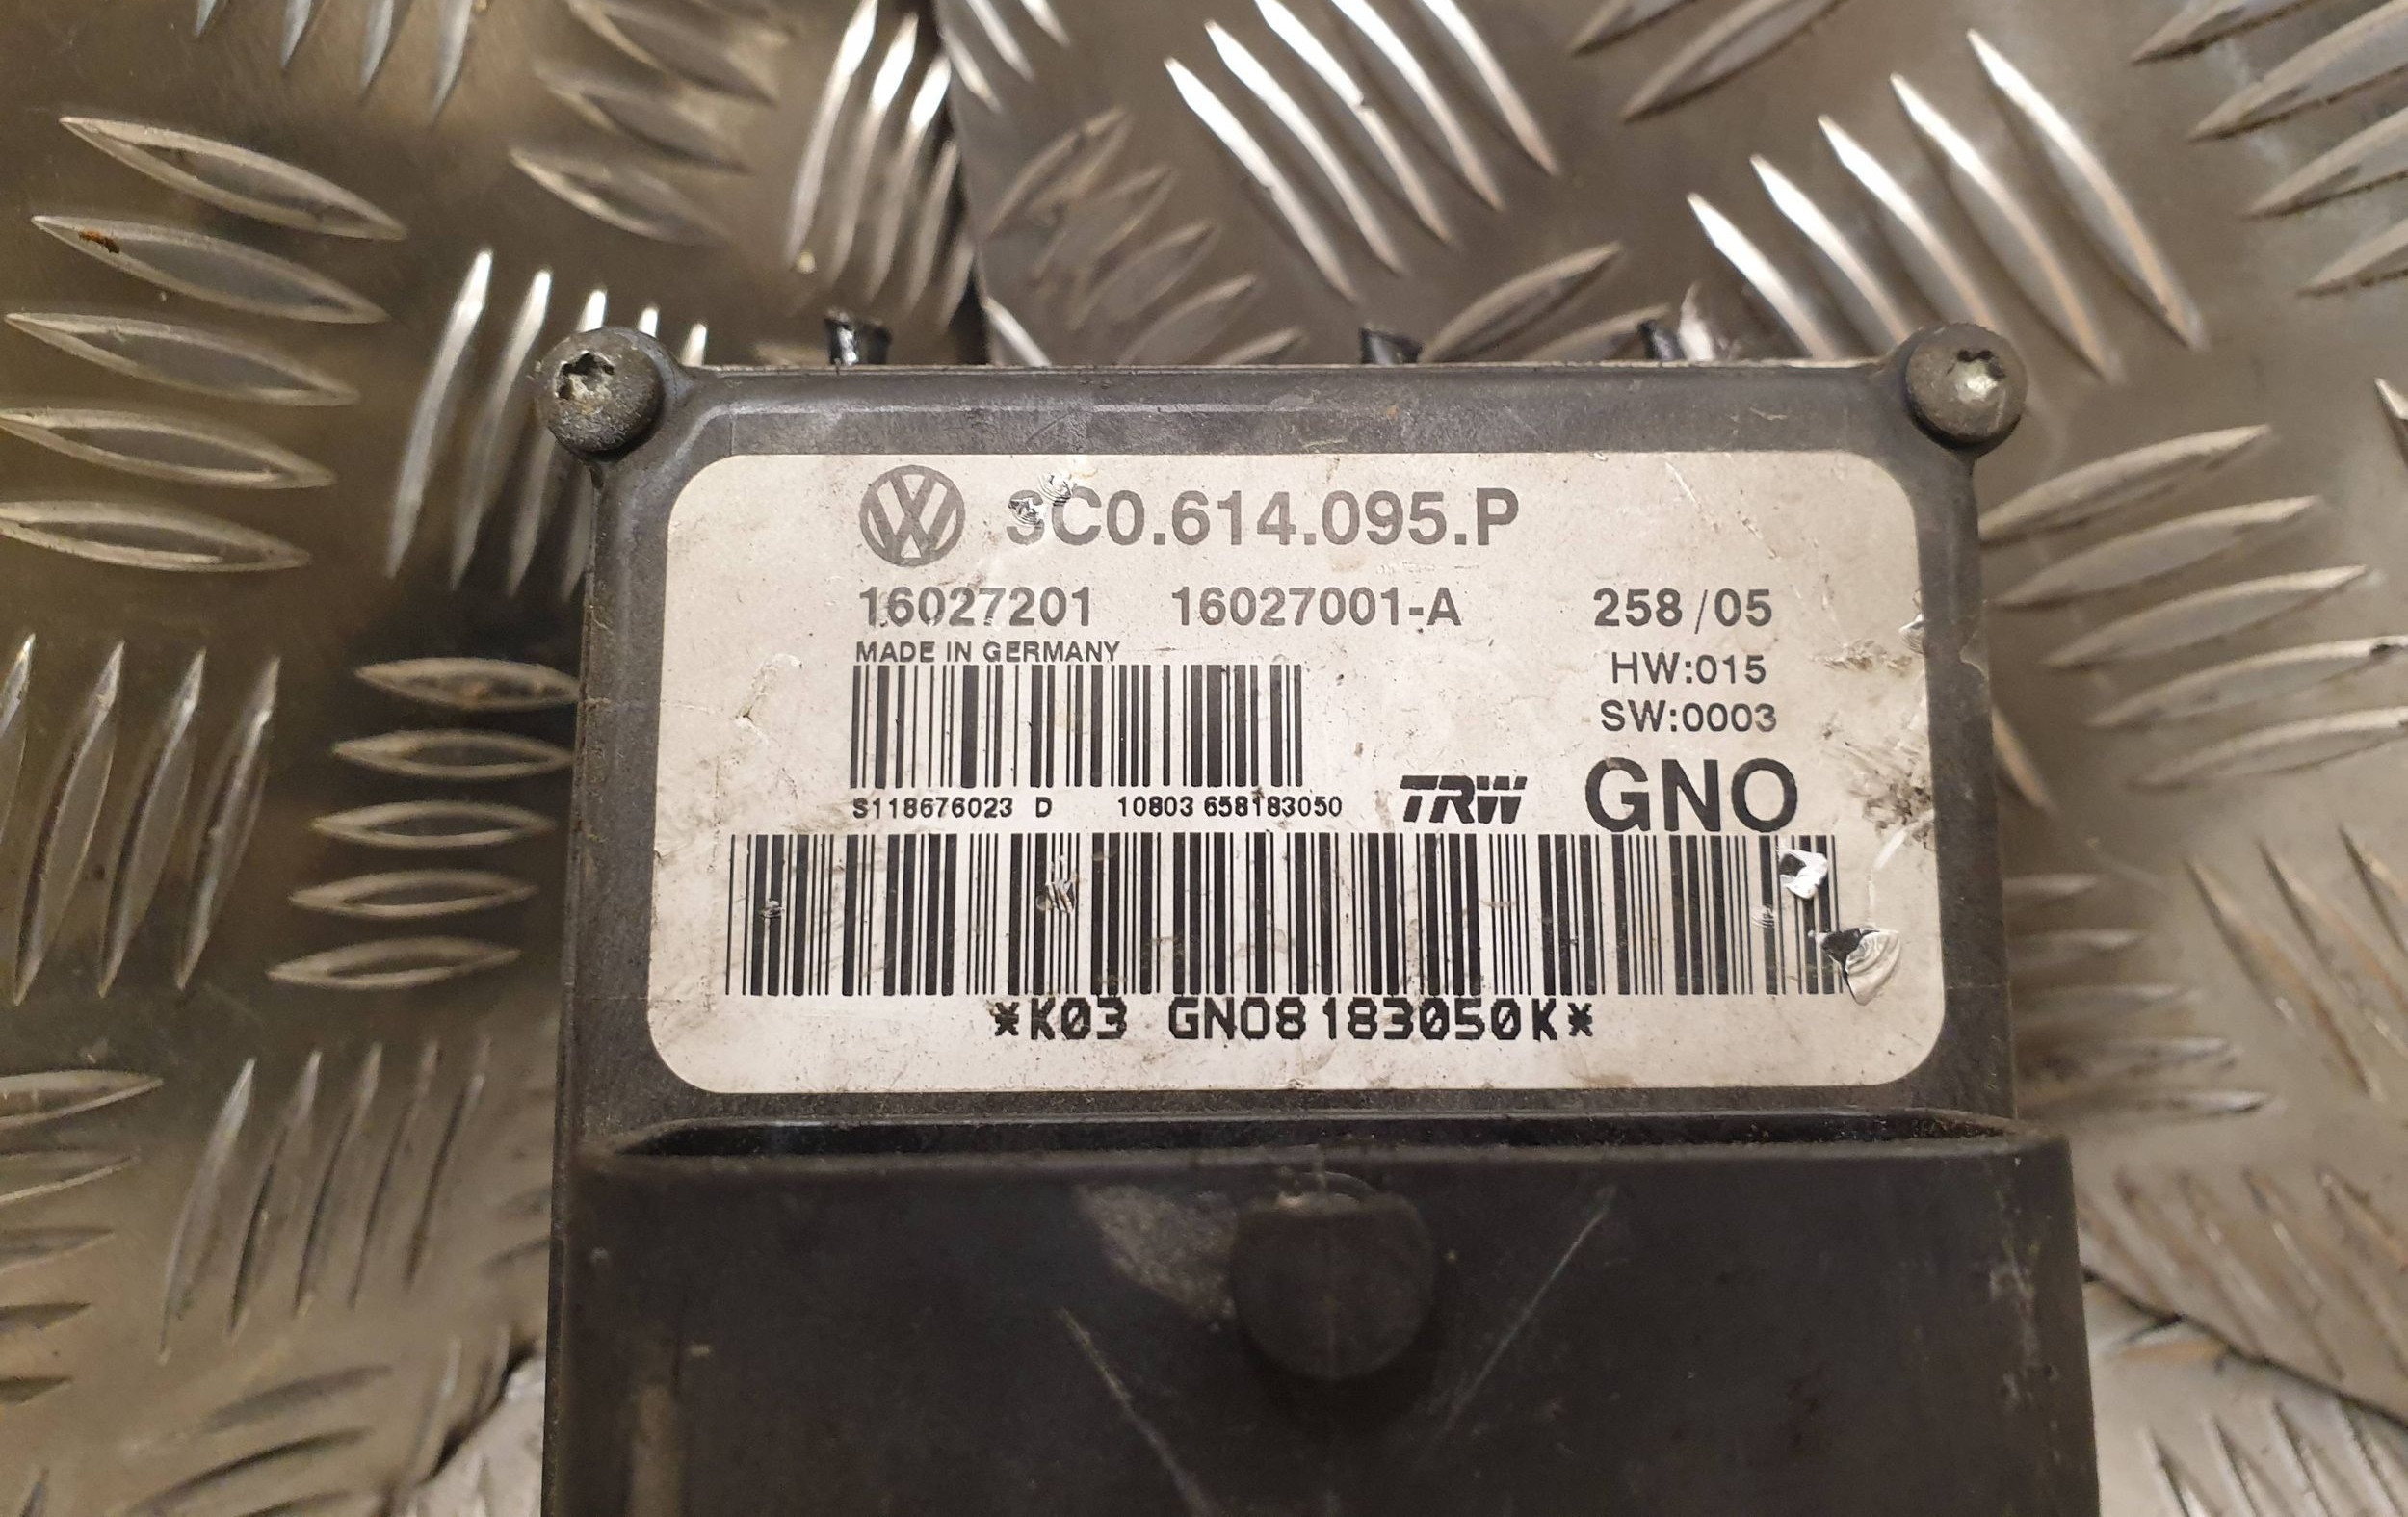 3C0.614.095.P
16027201 16027001-A 258/05
MADE IN GERMANY
HW:015
SW:0003
S118676023 D 10803 658183050
TRW GNO
*K03 GNO8183050K*